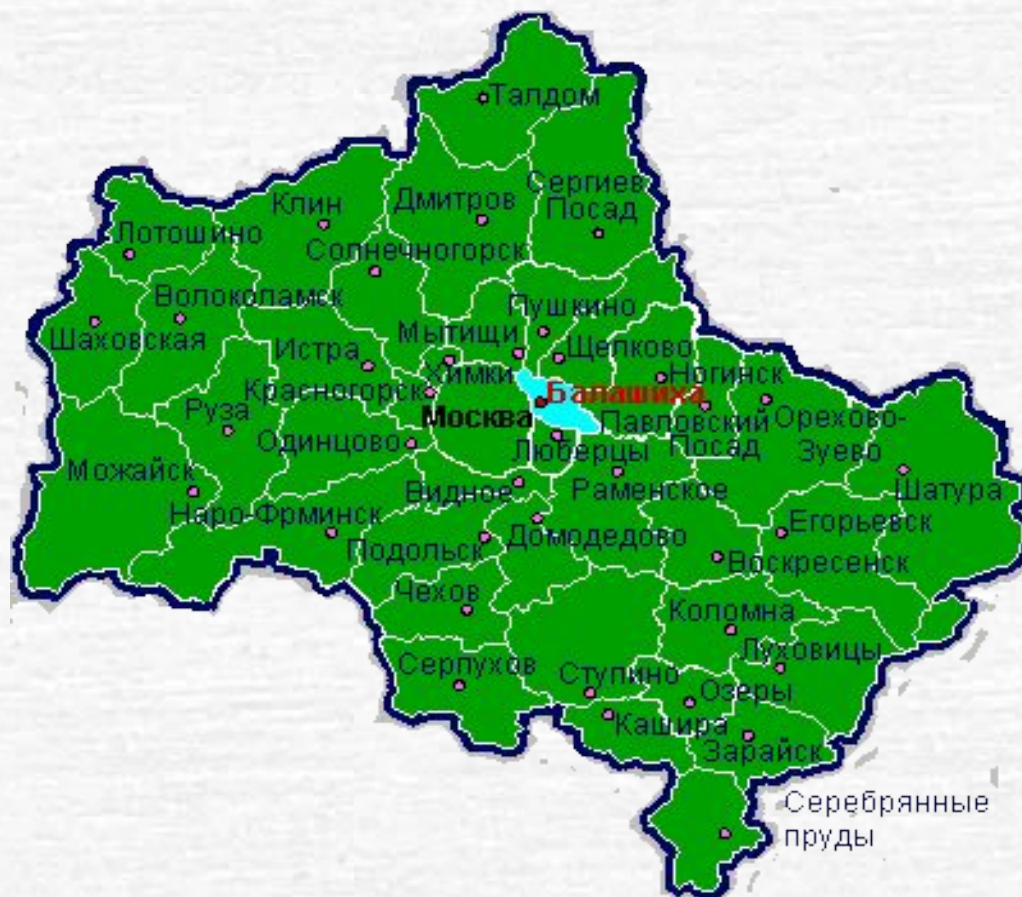 Талдом
Сергиев
Посад
Дмитров
Клин
Лотошино
Солнечногорск
Волоколамск
Пушкино
Шаховская
Мытищи
Истра
Щелково
Химки
Ногинск
Красногорск
Балашиха
Руза
Москва
Павловский
Посад
Орехово-
Зуево
Одинцово
Люберцы
Можайск
Видное
Раменское
Шатура
Наро-Фрминск
Егорьевск
Подольск
Домодедово
Воскресенск
Чехов
Коломна
Луховицы
Серпухов
Ступино
Озеры
Кашира
Зарайск
Серебрянные
пруды